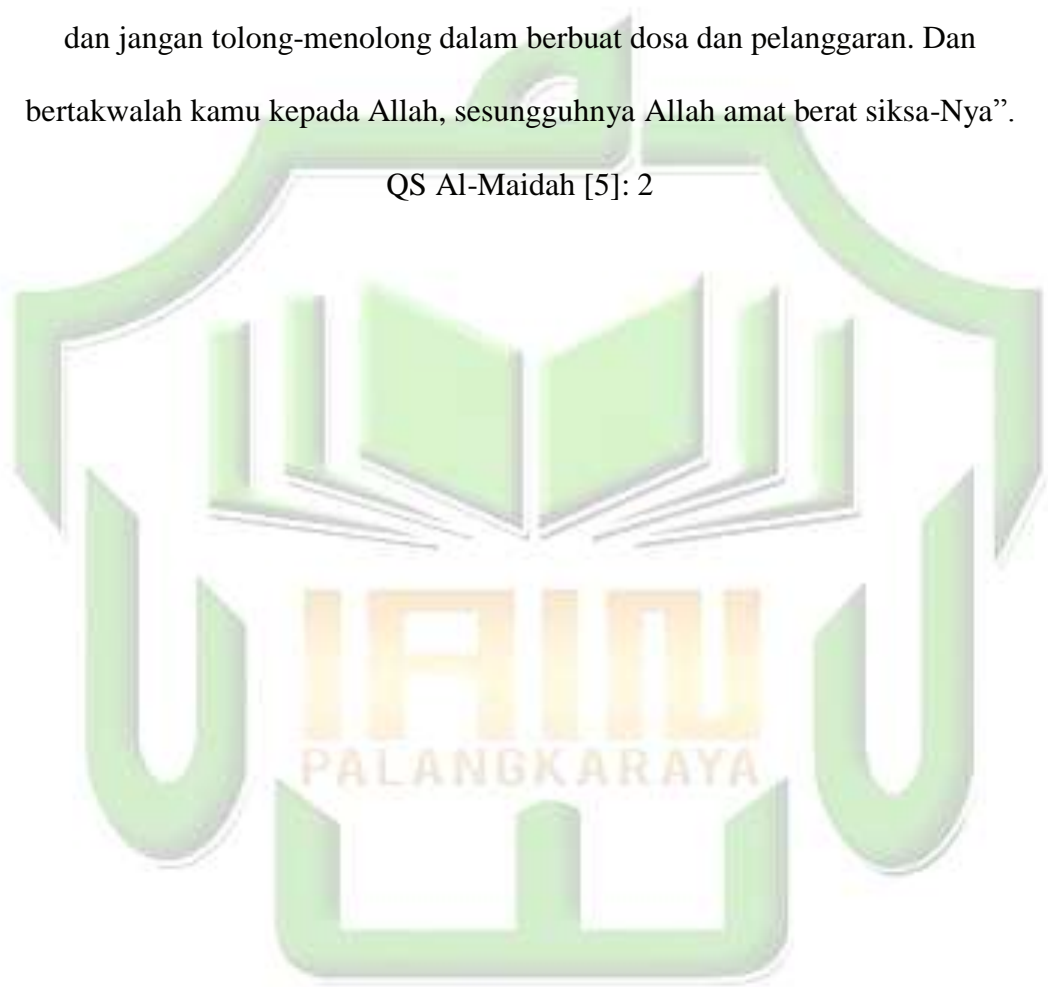 dan jangan tolong-menolong dalam berbuat dosa dan pelanggaran. Dan
bertakwalah kamu kepada Allah, sesungguhnya Allah amat berat siksa-Nya”.
QS Al-Maidah [5]: 2
IAIN
PALANGKARAYA